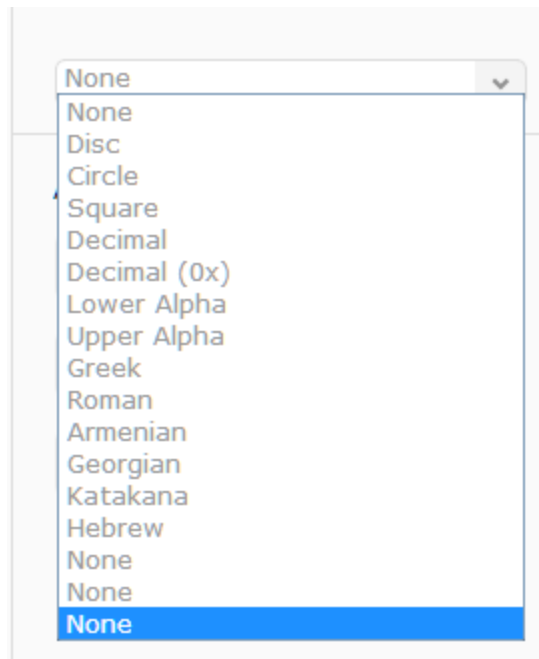 None
None
Disc
Circle
Square
Decimal
Decimal (0x)
Lower Alpha
Upper Alpha
Greek
Roman
Armenian
Georgian
Katakana
Hebrew
None
None
None